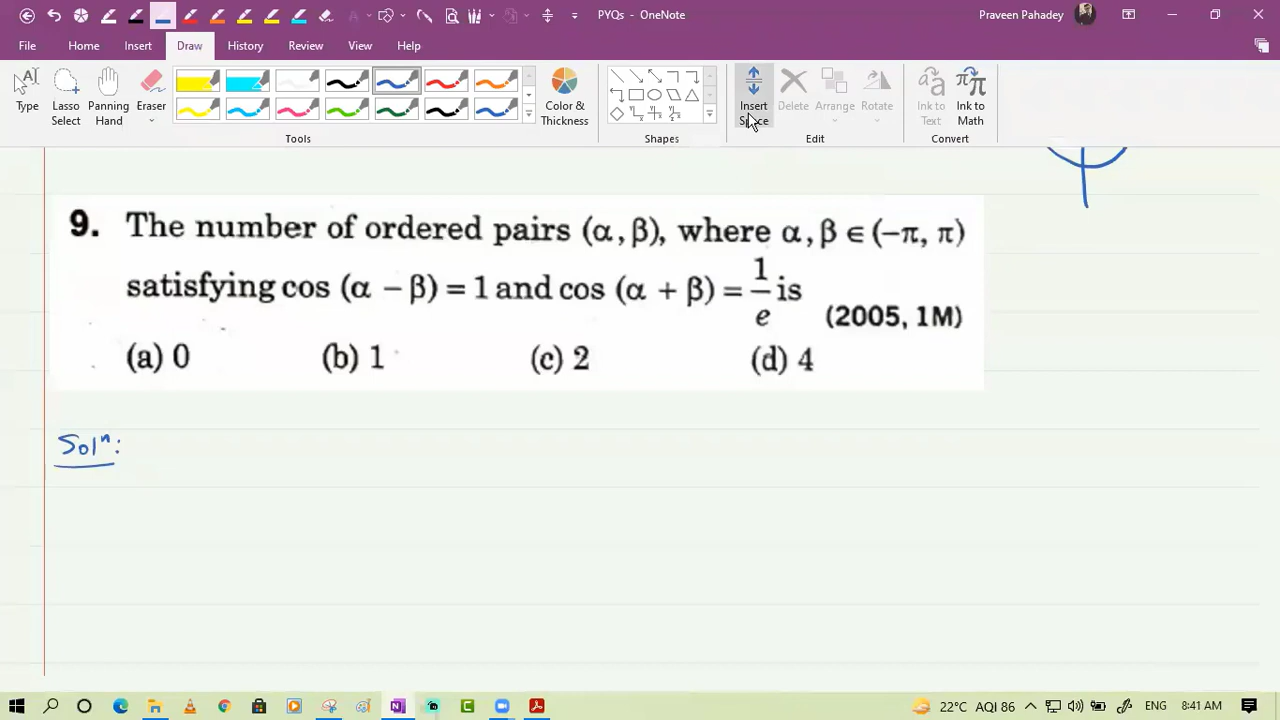 PYQs - OneNote
Praveen Pahadey
File Home Insert Draw History Review View Help
Type
Lasso Select
Panning Hand
Eraser
Color & Thickness
Insert Space
Delete
Arrange
Rotate
Ink to Text
Ink to Math
Tools
Shapes
Edit
Convert
9. The number of ordered pairs (α, β), where α, β ∈ (−π, π)
satisfying cos (α − β) = 1 and cos (α + β) = 1/e is
(2005, 1M)
(a) 0 (b) 1 (c) 2 (d) 4
Solⁿ:
22°C AQI 86 ENG 8:41 AM